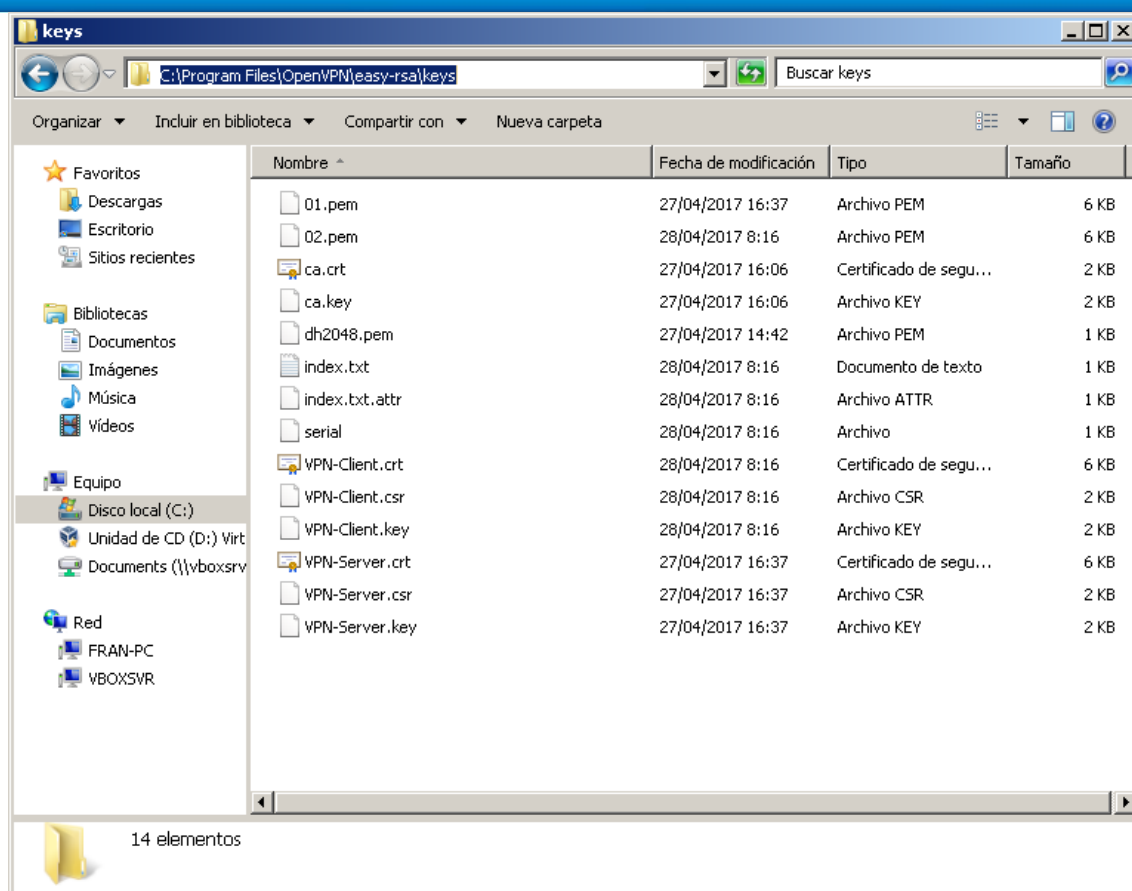 keys
C:\Program Files\OpenVPN\easy-rsa\keys
Buscar keys
Organizar
Incluir en biblioteca
Compartir con
Nueva carpeta
Favoritos
Descargas
Escritorio
Sitios recientes
Bibliotecas
Documentos
Imágenes
Música
Vídeos
Equipo
Disco local (C:)
Unidad de CD (D:) Virt
Documents (\\vboxsrv
Red
FRAN-PC
VBOXSVR
Nombre Fecha de modificación Tipo Tamaño
01.pem 27/04/2017 16:37 Archivo PEM 6 KB
02.pem 28/04/2017 8:16 Archivo PEM 6 KB
ca.crt 27/04/2017 16:06 Certificado de segu... 2 KB
ca.key 27/04/2017 16:06 Archivo KEY 2 KB
dh2048.pem 27/04/2017 14:42 Archivo PEM 1 KB
index.txt 28/04/2017 8:16 Documento de texto 1 KB
index.txt.attr 28/04/2017 8:16 Archivo ATTR 1 KB
serial 28/04/2017 8:16 Archivo 1 KB
VPN-Client.crt 28/04/2017 8:16 Certificado de segu... 6 KB
VPN-Client.csr 28/04/2017 8:16 Archivo CSR 2 KB
VPN-Client.key 28/04/2017 8:16 Archivo KEY 2 KB
VPN-Server.crt 27/04/2017 16:37 Certificado de segu... 6 KB
VPN-Server.csr 27/04/2017 16:37 Archivo CSR 2 KB
VPN-Server.key 27/04/2017 16:37 Archivo KEY 2 KB
14 elementos